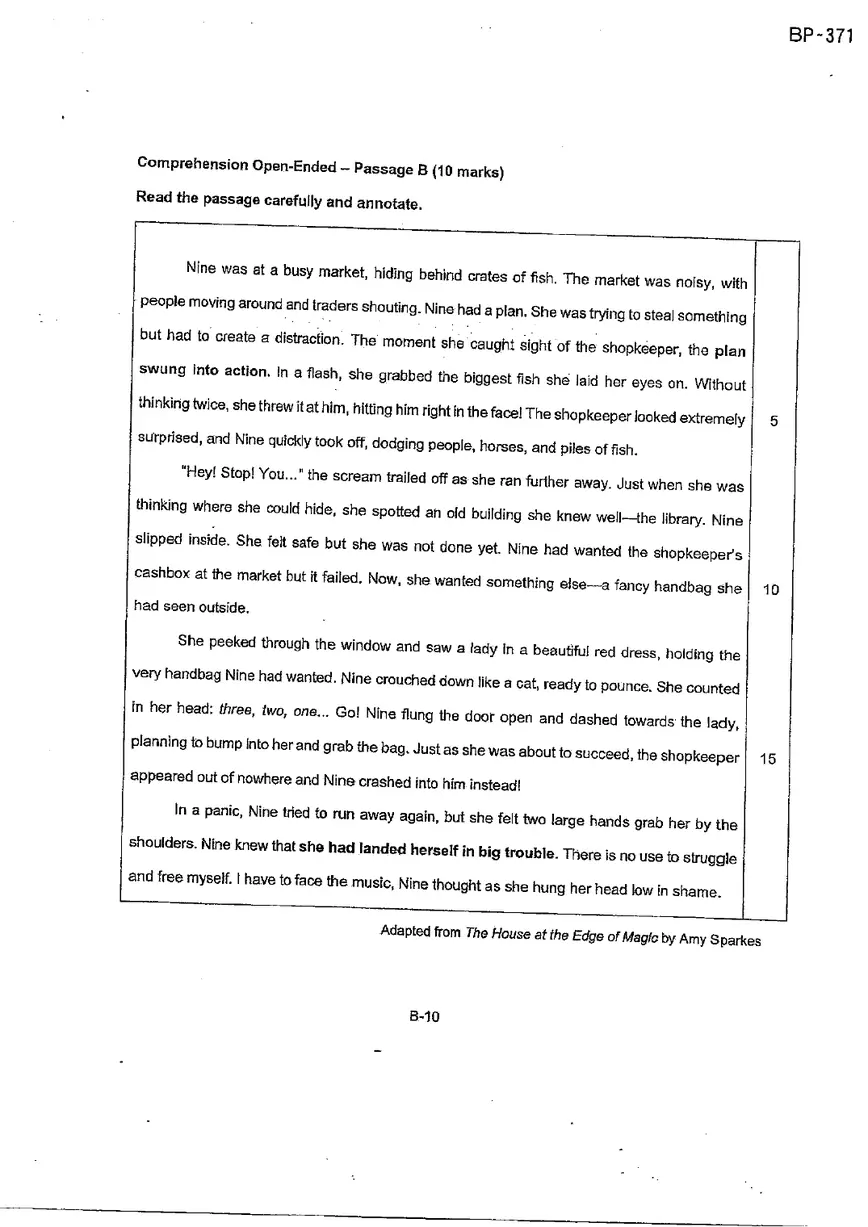 BP-371
Comprehension Open-Ended – Passage B (10 marks)
Read the passage carefully and annotate.
Nine was at a busy market, hiding behind crates of fish. The market was noisy, with
people moving around and traders shouting. Nine had a plan. She was trying to steal something
but had to create a distraction. The moment she caught sight of the shopkeeper, the plan
swung into action. In a flash, she grabbed the biggest fish she laid her eyes on. Without
thinking twice, she threw it at him, hitting him right in the face! The shopkeeper looked extremely 5
surprised, and Nine quickly took off, dodging people, horses, and piles of fish.
"Hey! Stop! You..." the scream trailed off as she ran further away. Just when she was
thinking where she could hide, she spotted an old building she knew well—the library. Nine
slipped inside. She felt safe but she was not done yet. Nine had wanted the shopkeeper's
cashbox at the market but it failed. Now, she wanted something else—a fancy handbag she 10
had seen outside.
She peeked through the window and saw a lady in a beautiful red dress, holding the
very handbag Nine had wanted. Nine crouched down like a cat, ready to pounce. She counted
in her head: three, two, one... Go! Nine flung the door open and dashed towards the lady,
planning to bump into her and grab the bag. Just as she was about to succeed, the shopkeeper 15
appeared out of nowhere and Nine crashed into him instead!
In a panic, Nine tried to run away again, but she felt two large hands grab her by the
shoulders. Nine knew that she had landed herself in big trouble. There is no use to struggle
and free myself. I have to face the music, Nine thought as she hung her head low in shame.
Adapted from The House at the Edge of Magic by Amy Sparkes
B-10